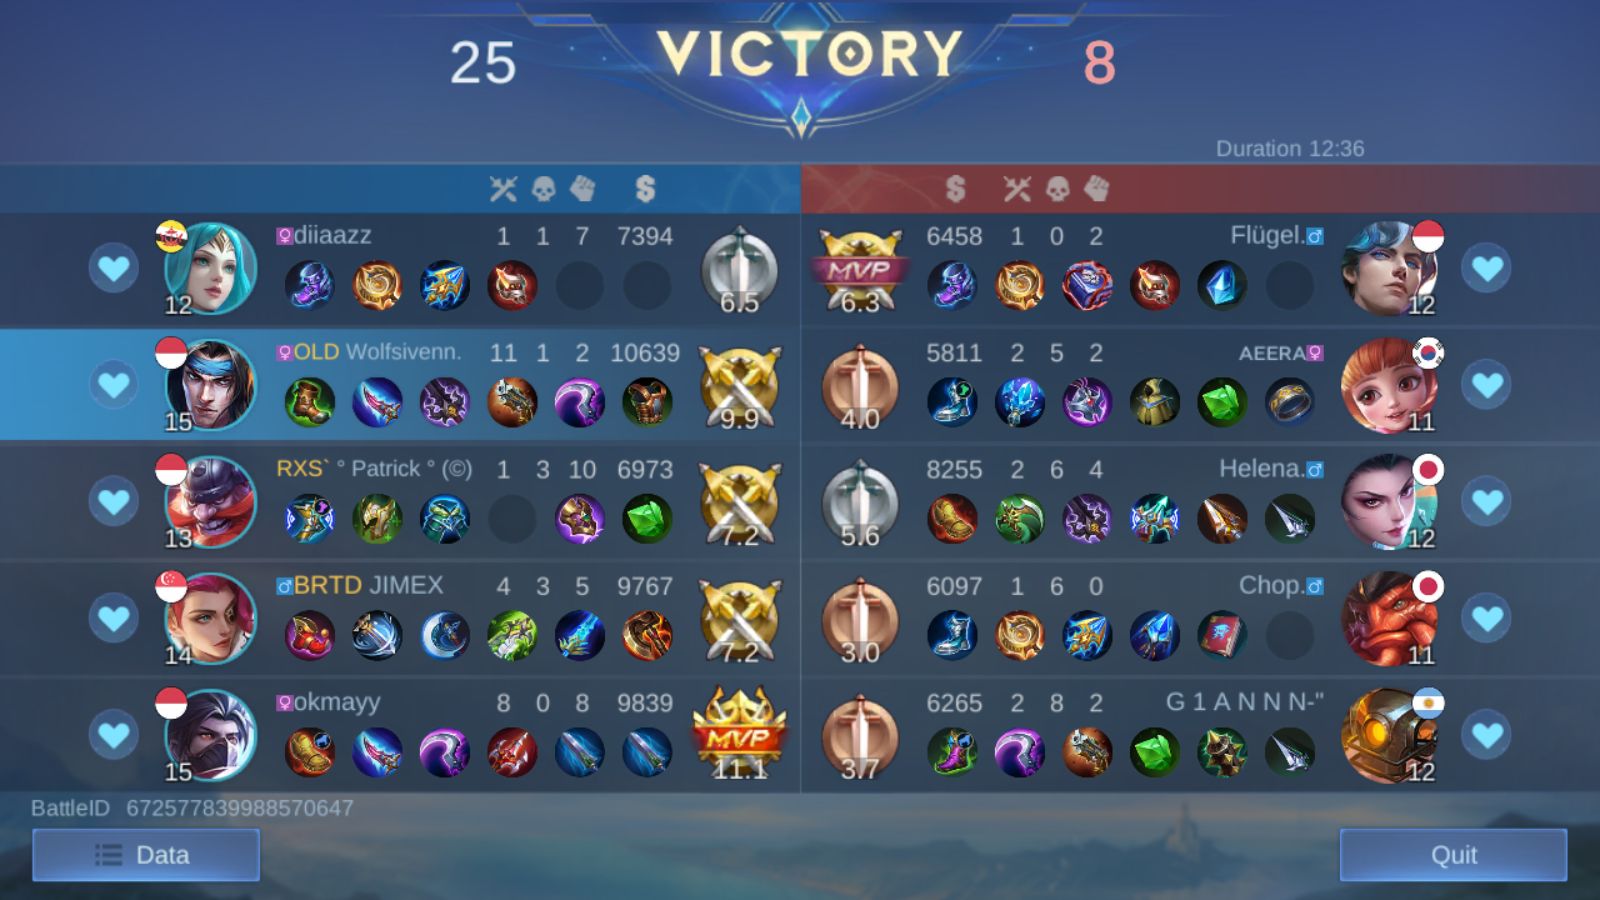 25 VICTORY 8
Duration 12:36
diiaazz 1 1 7 7394
12 6.5
MVP 6458 1 0 2 Flügel.
6.3 12
OLD Wolfsivenn. 11 1 2 10639
15 9.9
5811 2 5 2 AEERA
4.0 11
RXS` ° Patrick ° (©) 1 3 10 6973
13 7.2
8255 2 6 4 Helena.
5.6 12
BRTD JIMEX 4 3 5 9767
14 7.2
6097 1 6 0 Chop.
3.0 11
okmayy 8 0 8 9839
MVP
15 11.1
6265 2 8 2 G 1 A N N N-"
3.7 12
BattleID 672577839988570647
Data
Quit